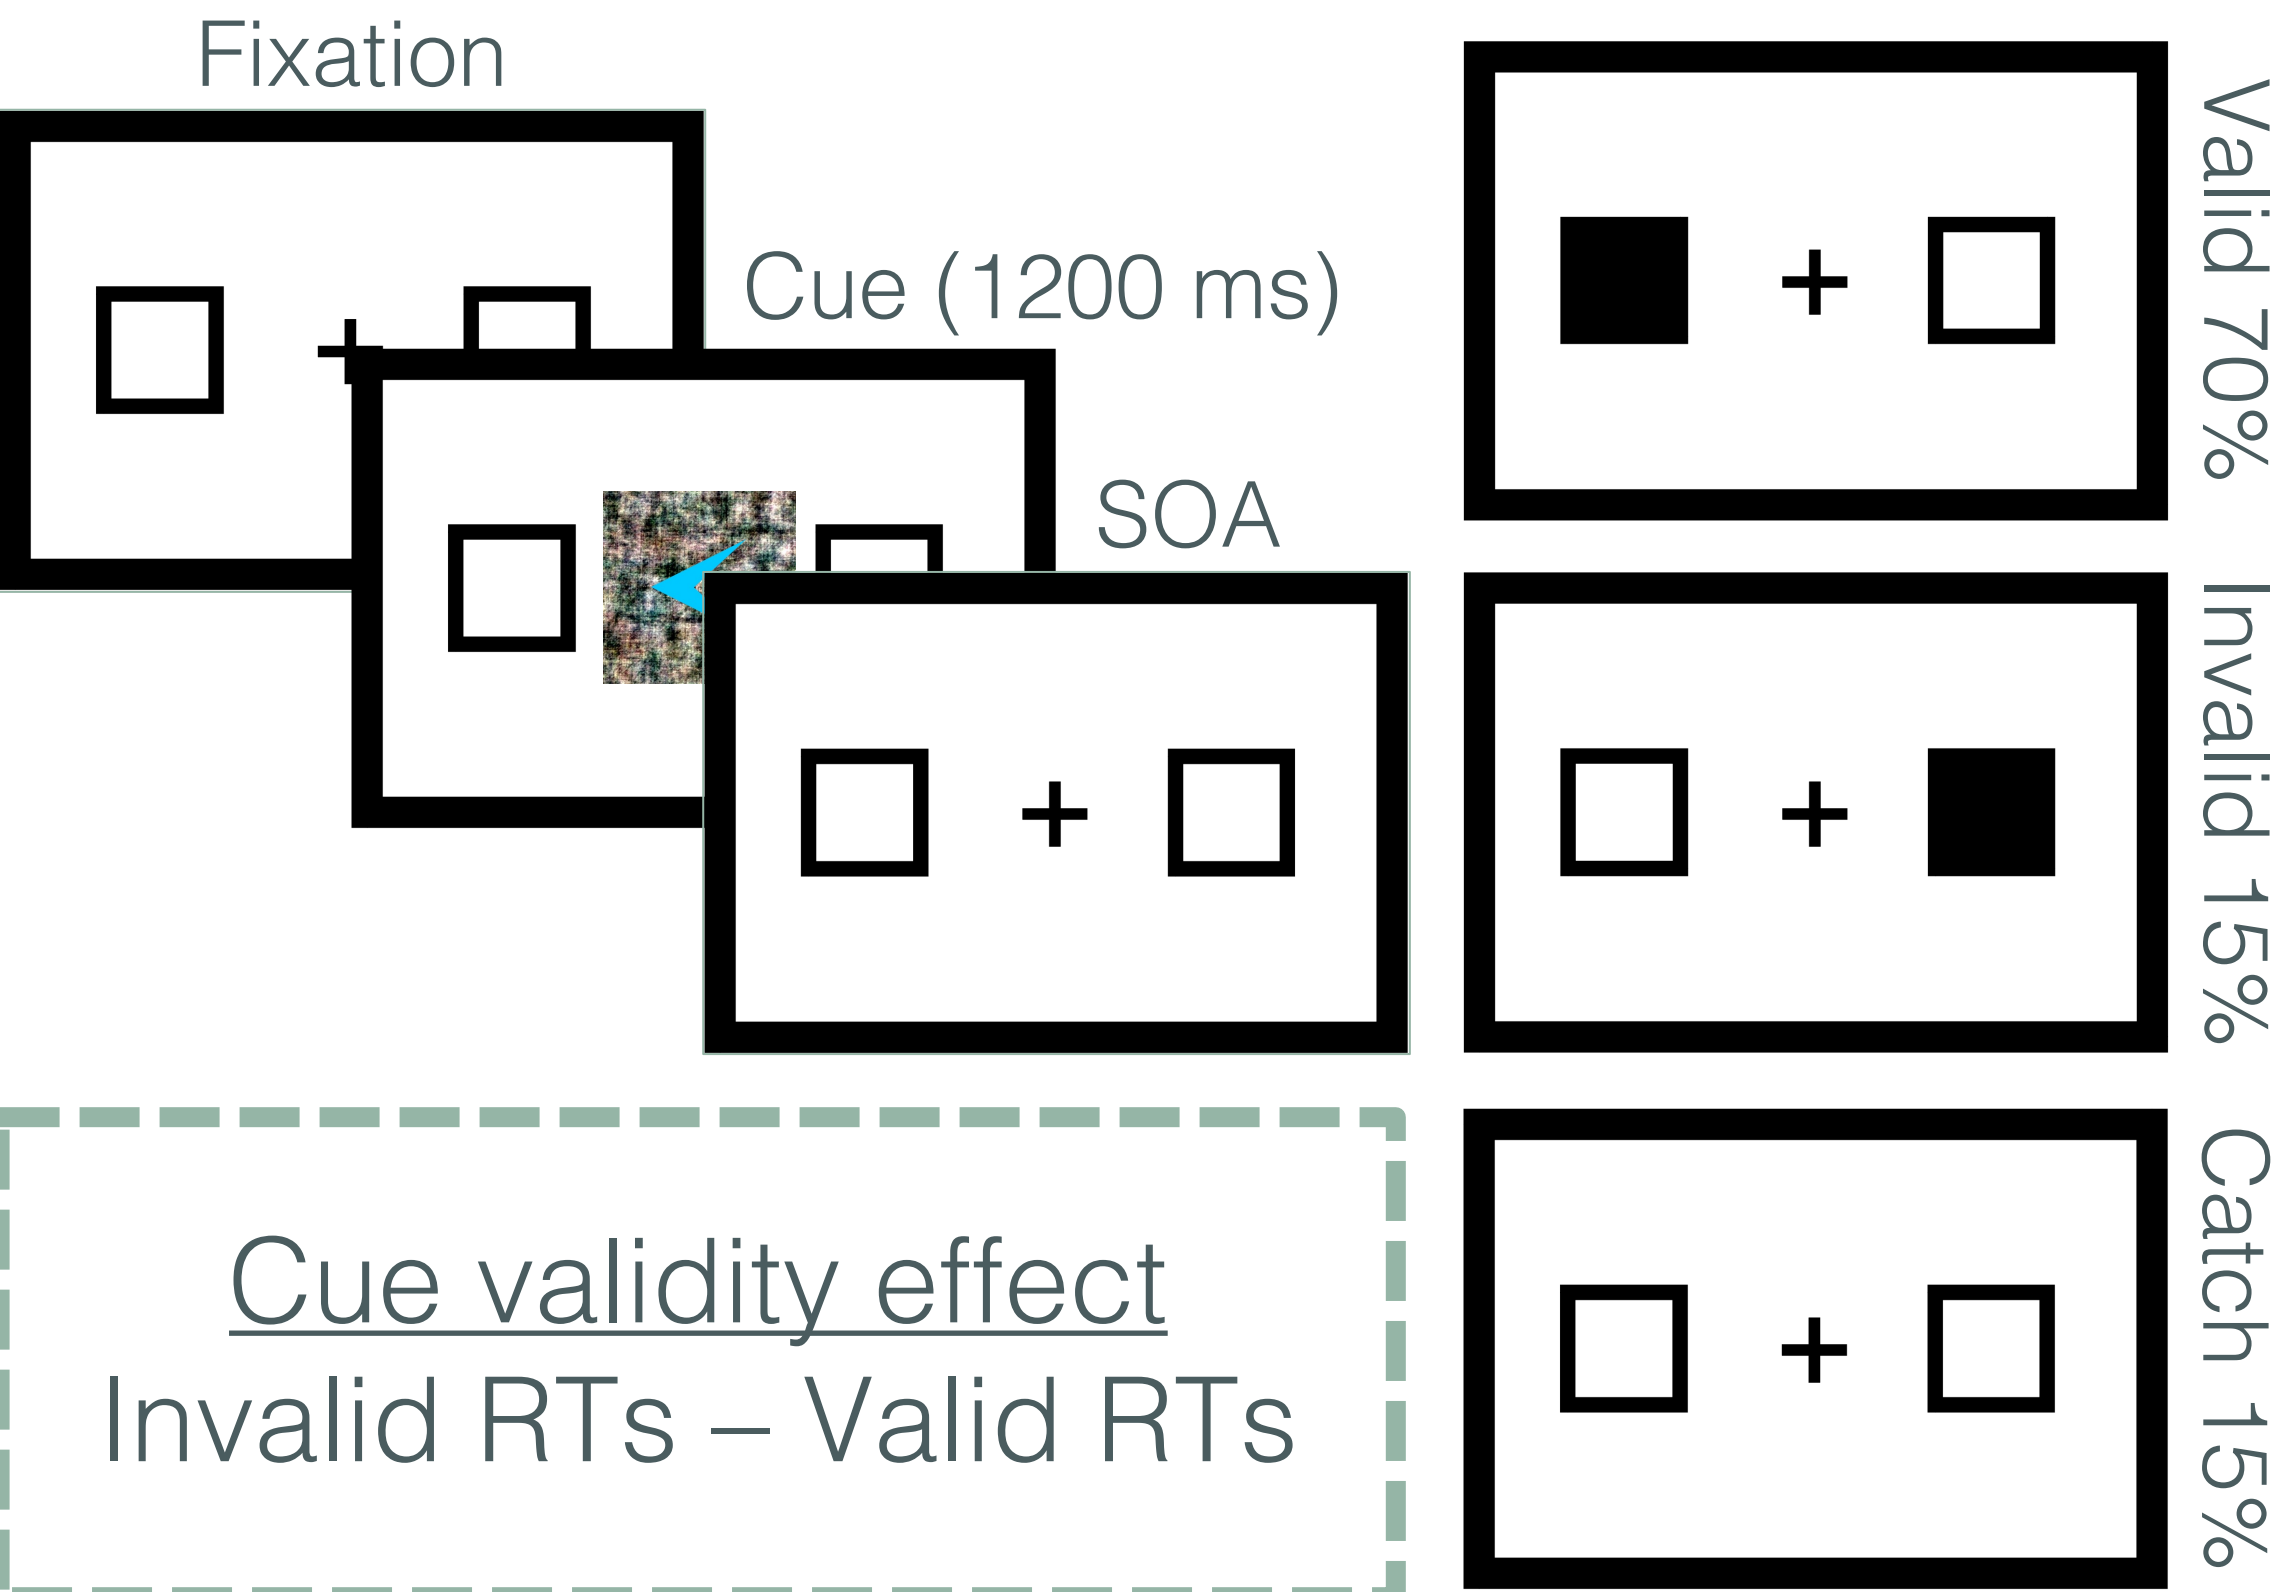 Fixation
Cue (1200 ms)
SOA
Valid 70%
Invalid 15%
Catch 15%
Cue validity effect
Invalid RTs – Valid RTs